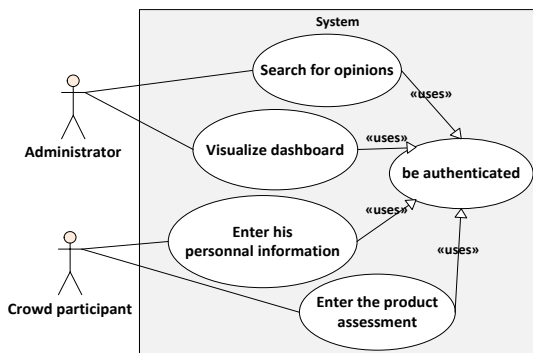 System
Search for opinions
«uses»
Administrator
Visualize dashboard
«uses»
be authenticated
Enter his
personnal information
«uses»
«uses»
Crowd participant
Enter the product
assessment